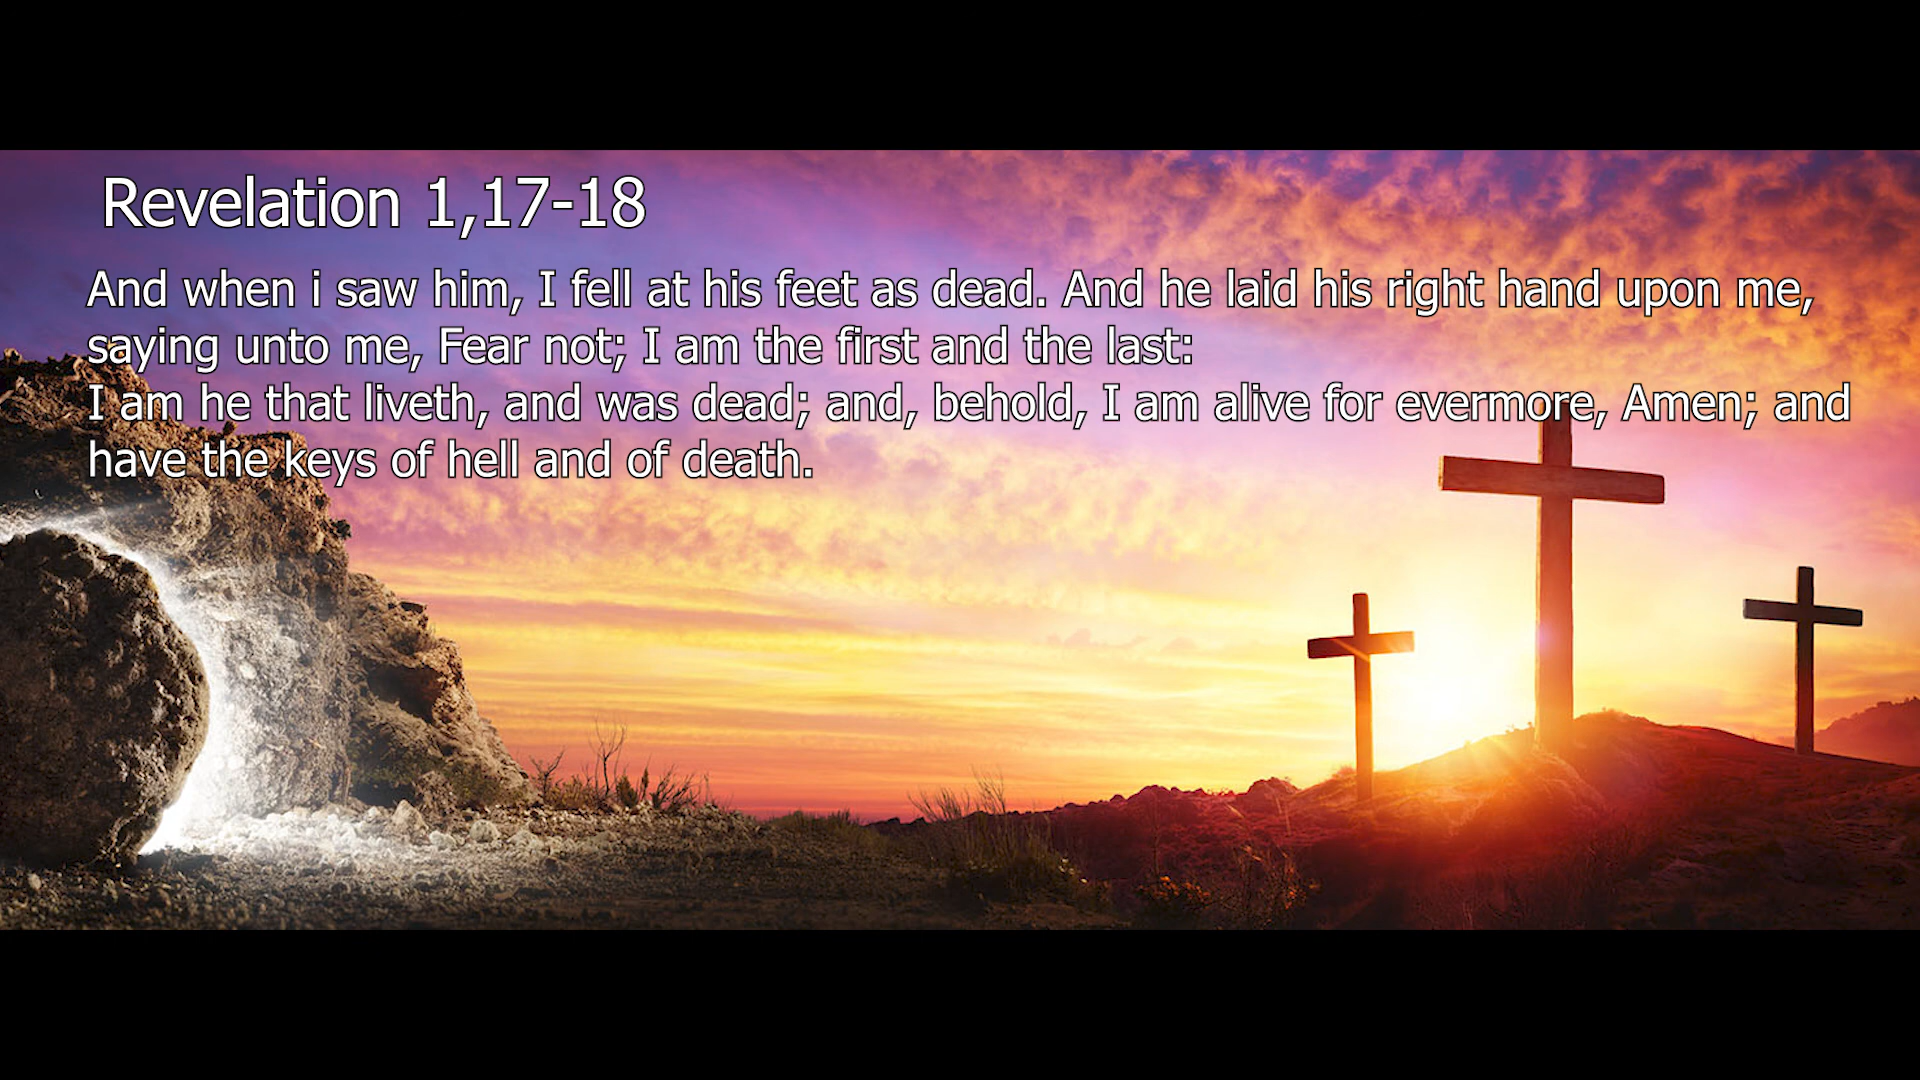 Revelation 1,17-18
And when i saw him, I fell at his feet as dead. And he laid his right hand upon me,
saying unto me, Fear not; I am the first and the last:
I am he that liveth, and was dead; and, behold, I am alive for evermore, Amen; and
have the keys of hell and of death.